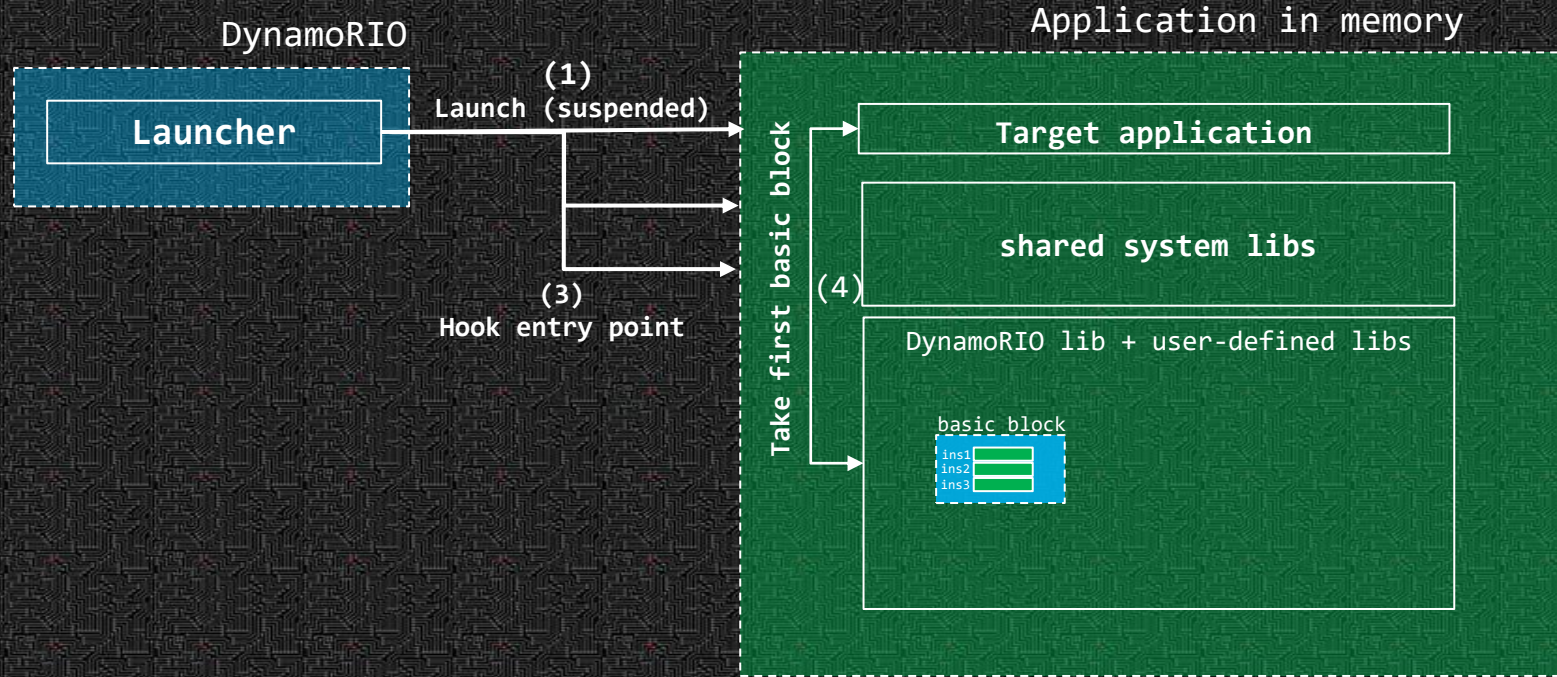 DynamoRIO
Application in memory
Launcher
(1)
Launch (suspended)
(3)
Hook entry point
Take first basic block
(4)
Target application
shared system libs
DynamoRIO lib + user-defined libs
basic block
ins1
ins2
ins3